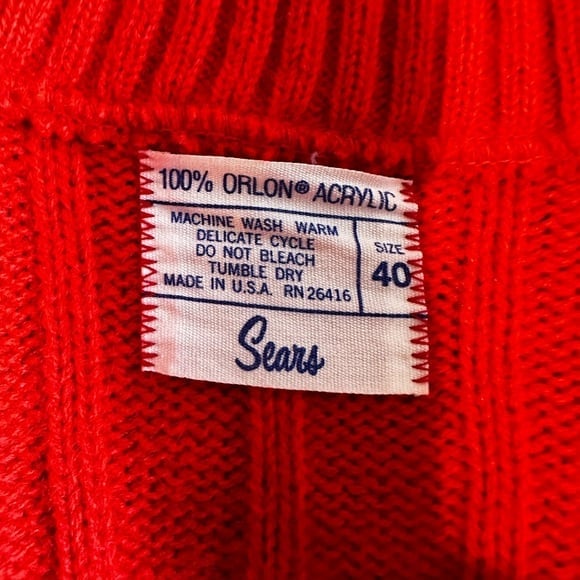 100% ORLON® ACRYLIC
MACHINE WASH WARM
DELICATE CYCLE
DO NOT BLEACH
TUMBLE DRY
MADE IN U.S.A. RN 26416
SIZE
40
Sears